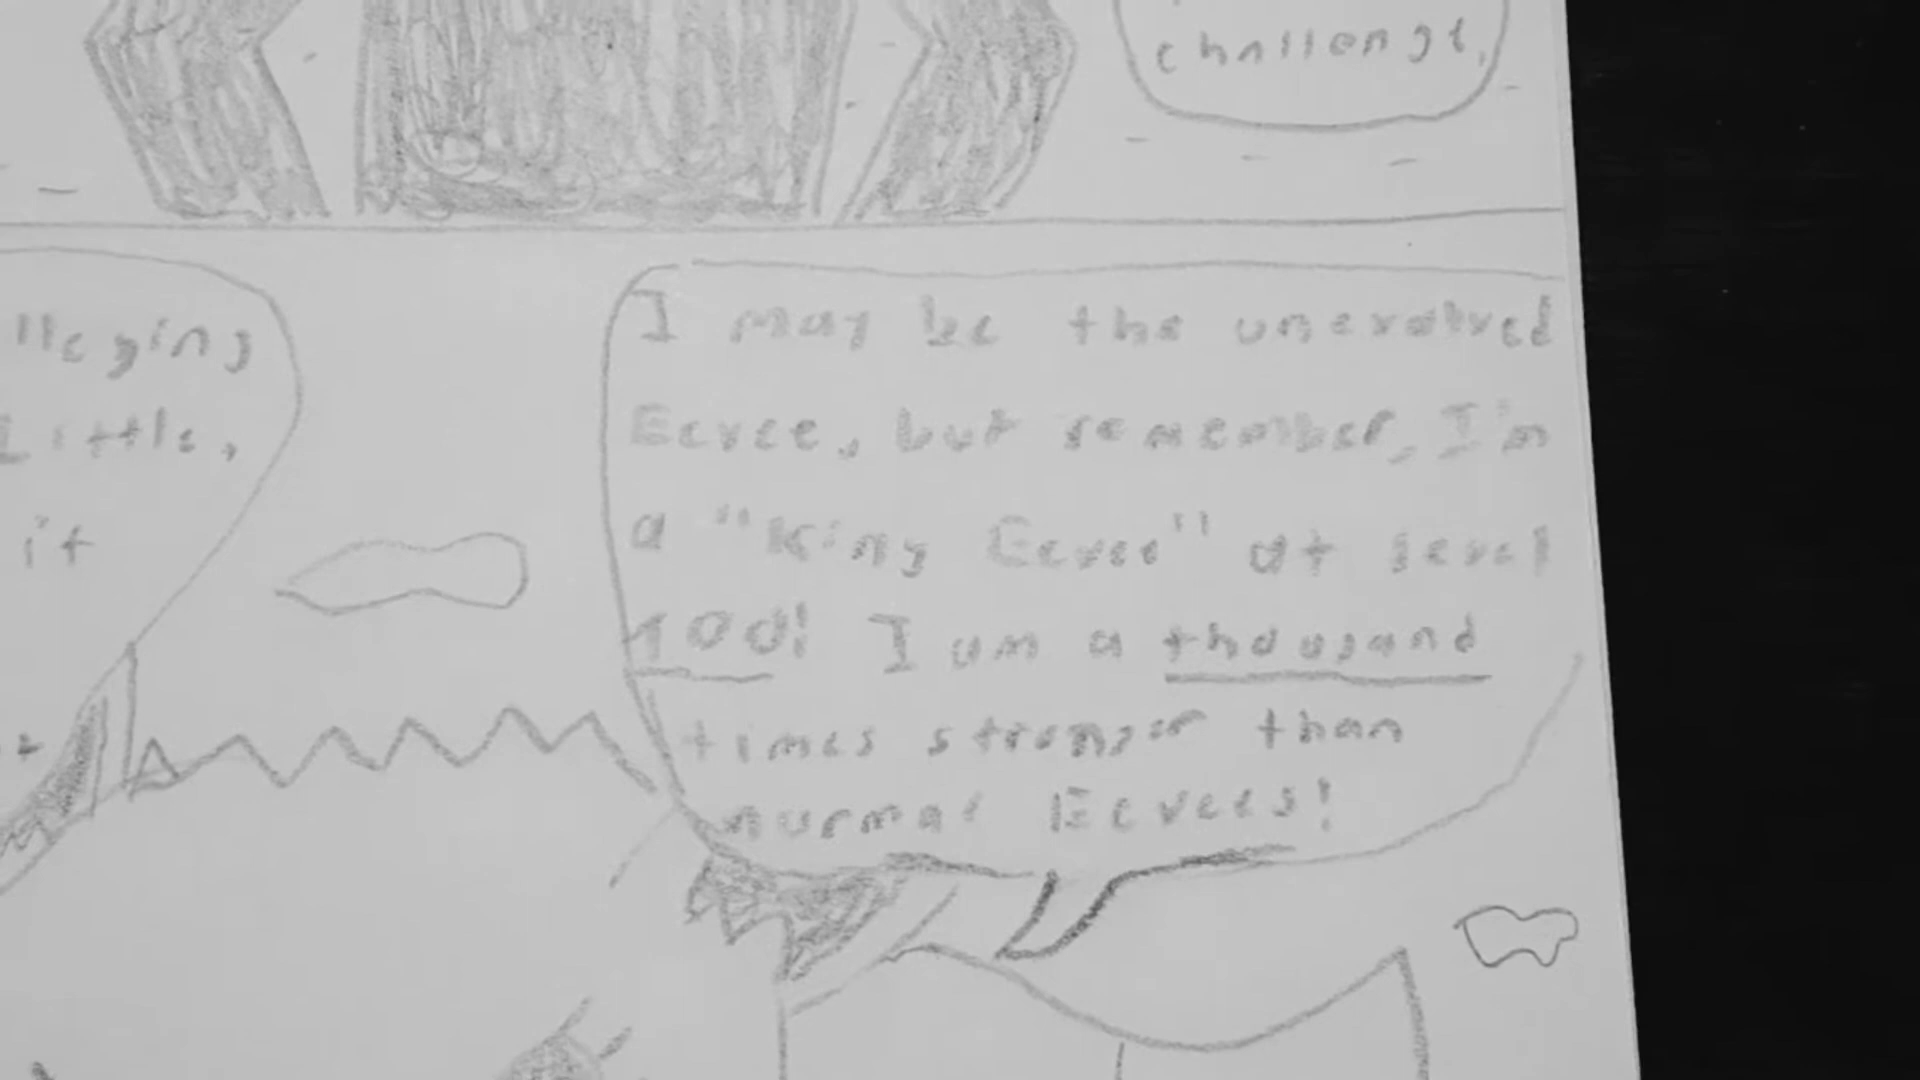 challenge.
lleging
Little,
it
I may be the unevolved
Eevee, but remember, I'm
a "King Eevee" at level
100! I am a thousand
times stronger than
normal Eevees!